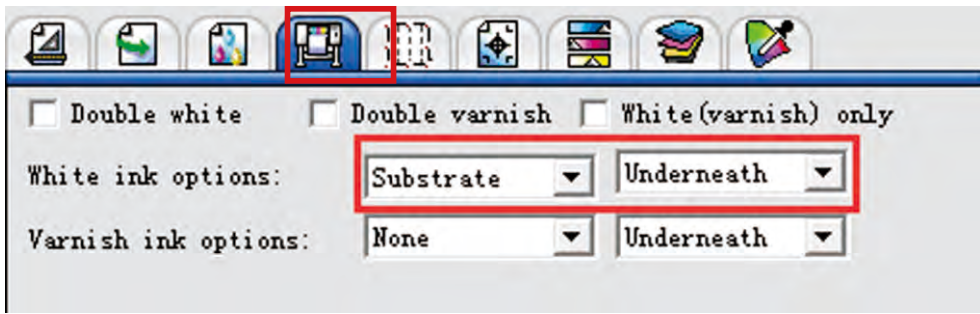 Double white Double varnish White(varnish) only
White ink options: Substrate Underneath
Varnish ink options: None Underneath